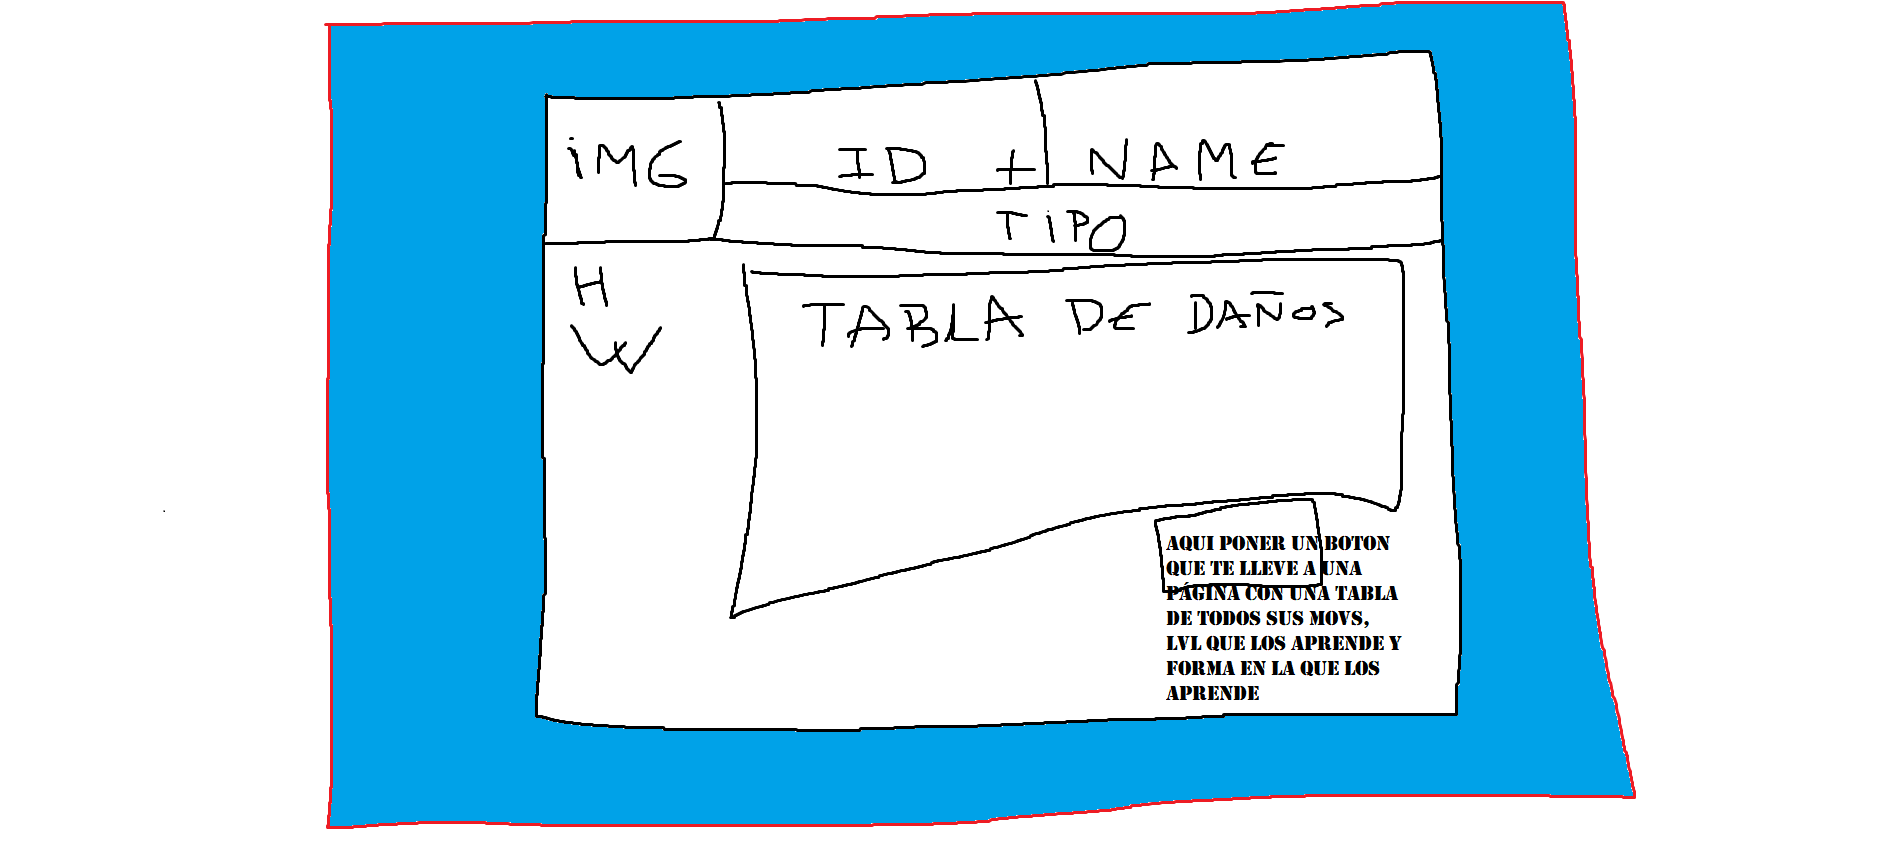 iMG
ID + NAME
TiPO
H
W
TABLA DE DAÑOS
AQUI PONER UN BOTON
QUE TE LLEVE A UNA
PÁGINA CON UNA TABLA
DE TODOS SUS MOVS,
LVL QUE LOS APRENDE Y
FORMA EN LA QUE LOS
APRENDE